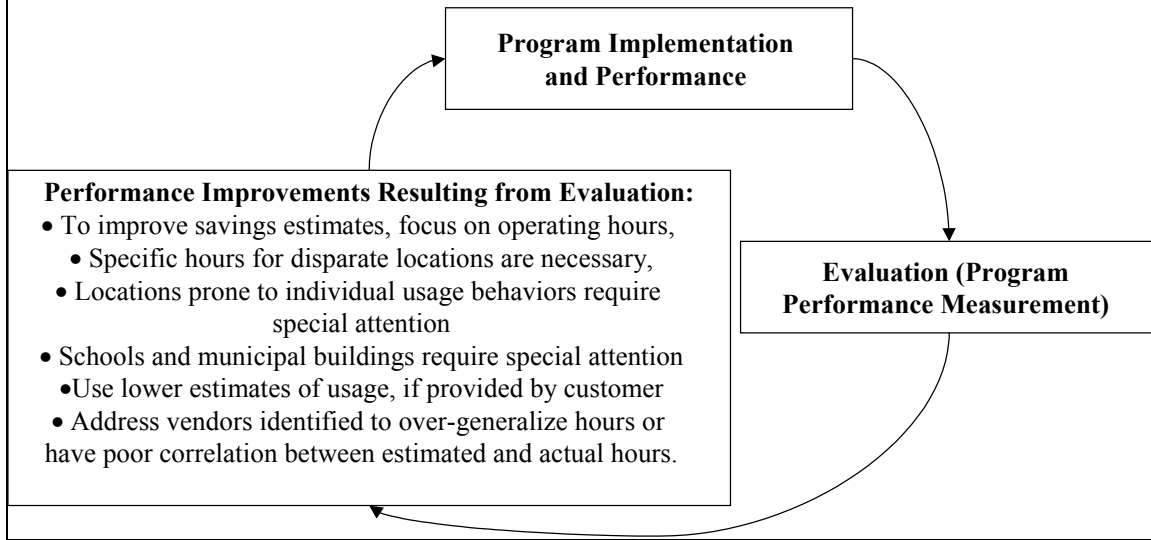 Program Implementation
and Performance
Performance Improvements Resulting from Evaluation:
• To improve savings estimates, focus on operating hours,
• Specific hours for disparate locations are necessary,
• Locations prone to individual usage behaviors require
special attention
• Schools and municipal buildings require special attention
•Use lower estimates of usage, if provided by customer
• Address vendors identified to over-generalize hours or
have poor correlation between estimated and actual hours.
Evaluation (Program
Performance Measurement)